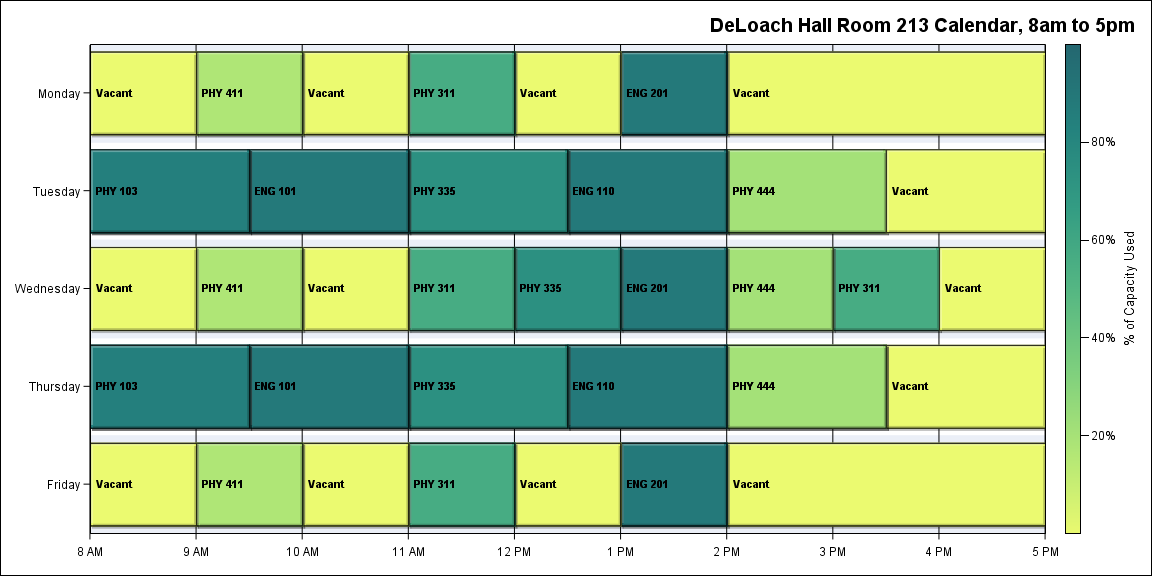 DeLoach Hall Room 213 Calendar, 8am to 5pm
Monday
Vacant
PHY 411
Vacant
PHY 311
Vacant
ENG 201
Vacant
Tuesday
PHY 103
ENG 101
PHY 335
ENG 110
PHY 444
Vacant
Wednesday
Vacant
PHY 411
Vacant
PHY 311
PHY 335
ENG 201
PHY 444
PHY 311
Vacant
Thursday
PHY 103
ENG 101
PHY 335
ENG 110
PHY 444
Vacant
Friday
Vacant
PHY 411
Vacant
PHY 311
Vacant
ENG 201
Vacant
8 AM
9 AM
10 AM
11 AM
12 PM
1 PM
2 PM
3 PM
4 PM
5 PM
80%
60%
40%
20%
% of Capacity Used